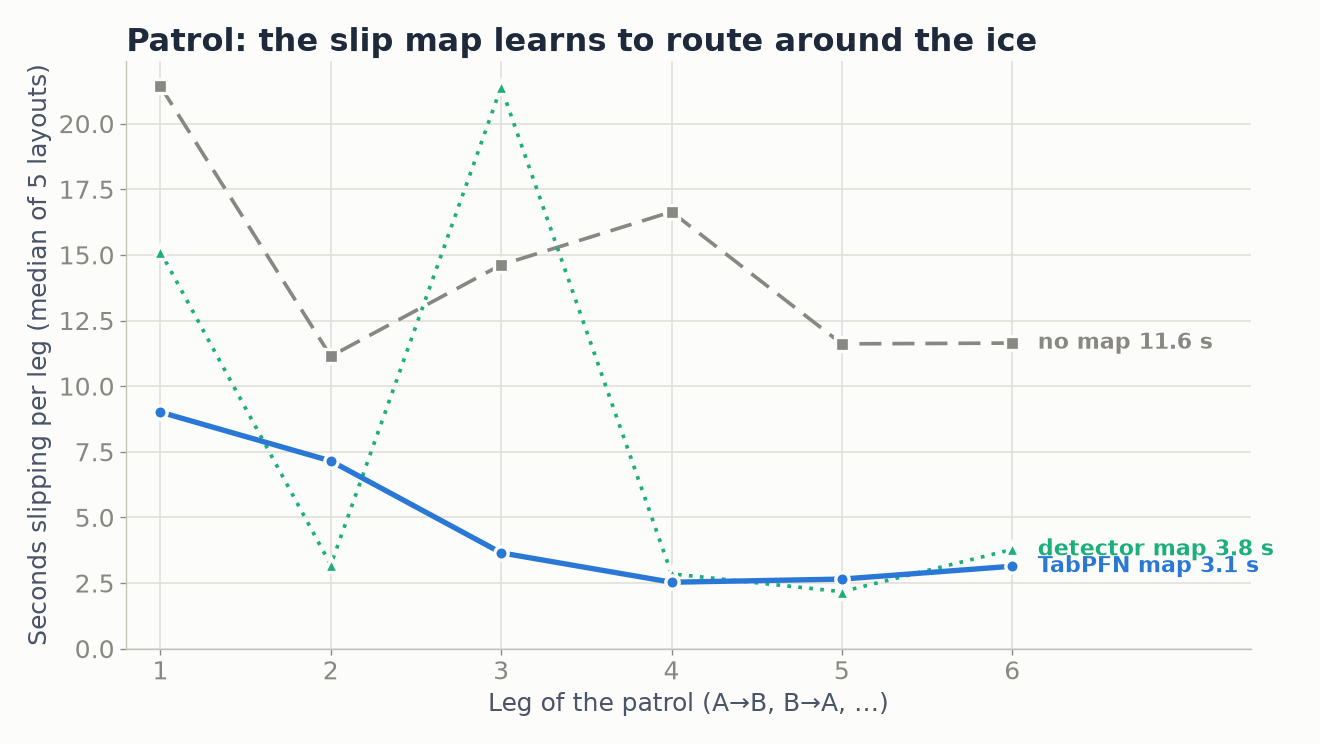 Patrol: the slip map learns to route around the ice
Seconds slipping per leg (median of 5 layouts)
20.0
17.5
15.0
12.5
10.0
7.5
5.0
2.5
0.0
no map 11.6 s
detector map 3.8 s
TabPFN map 3.1 s
1 2 3 4 5 6
Leg of the patrol (A→B, B→A, ...)